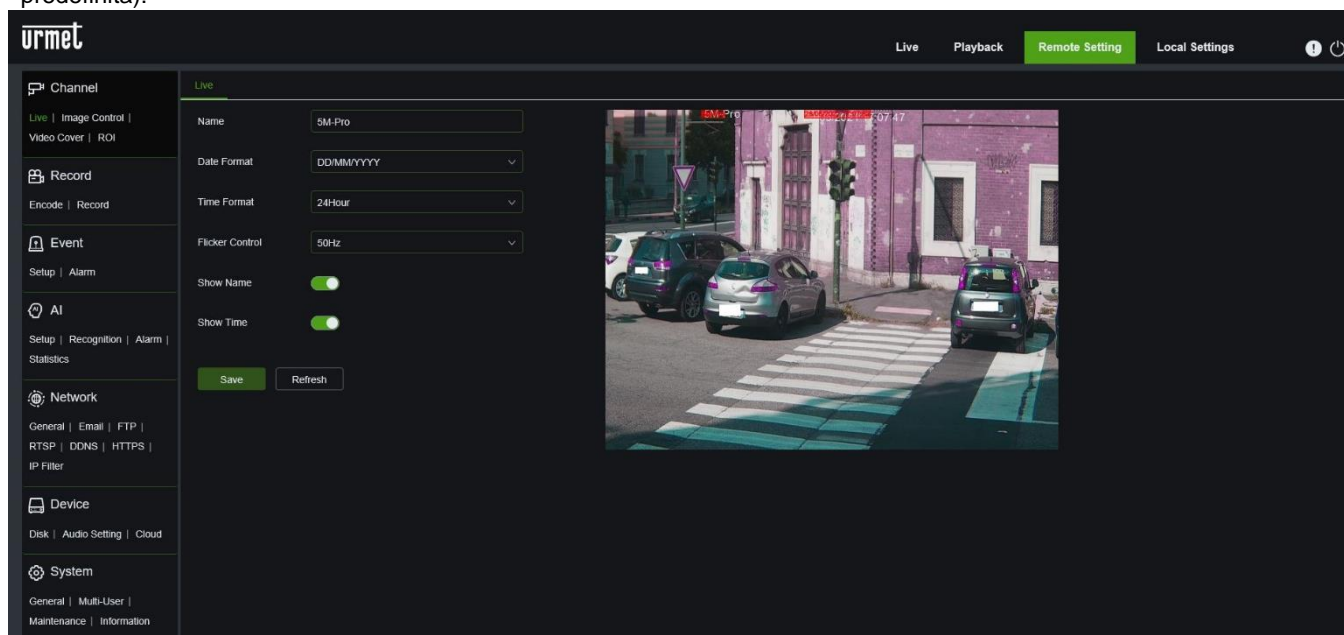 predefinita).
urmet
Live Playback Remote Setting Local Settings
Channel
Live | Image Control |
Video Cover | ROI
Record
Encode | Record
Event
Setup | Alarm
AI
Setup | Recognition | Alarm |
Statistics
Network
General | Email | FTP |
RTSP | DDNS | HTTPS |
IP Filter
Device
Disk | Audio Setting | Cloud
System
General | Multi-User |
Maintenance | Information
Live
Name 5M-Pro
Date Format DD/MM/YYYY
Time Format 24Hour
Flicker Control 50Hz
Show Name
Show Time
Save Refresh
5M-Pro